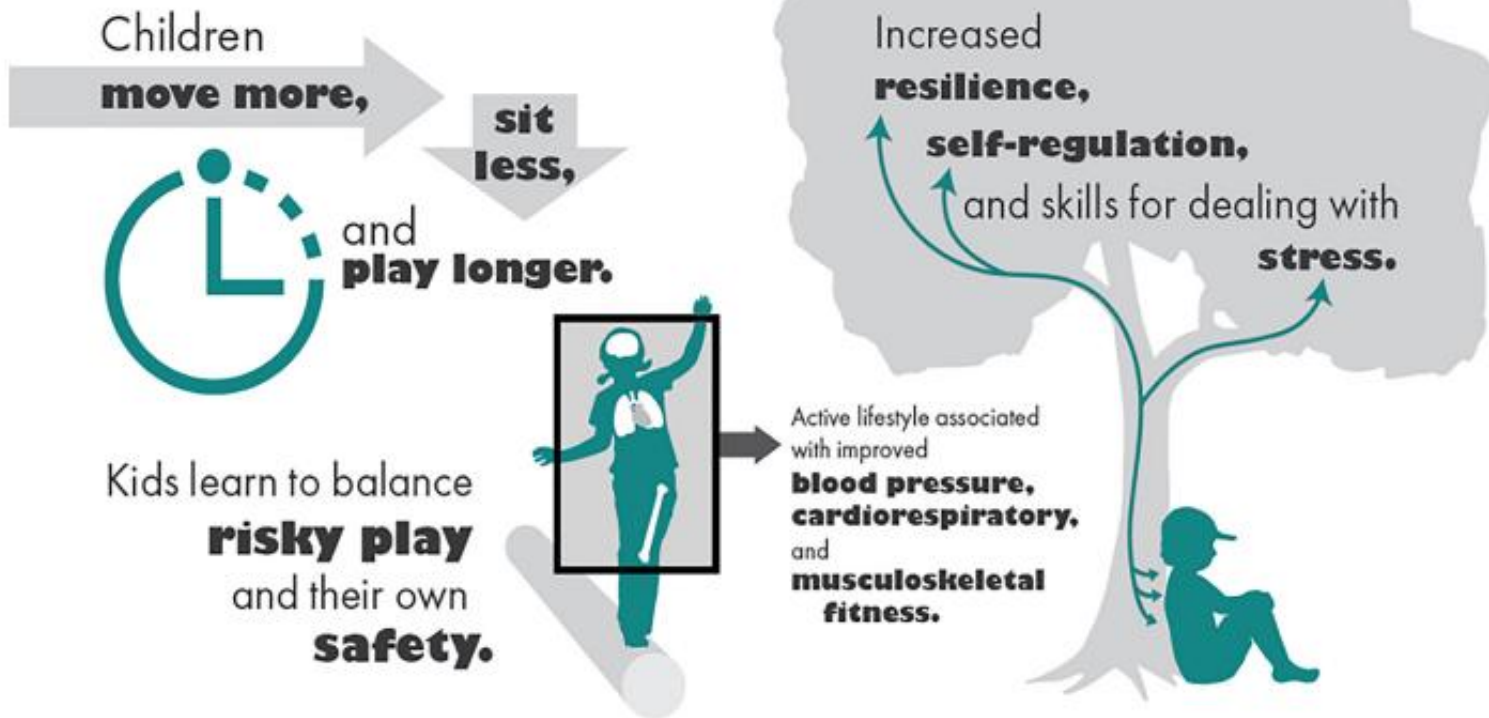 Children
move more,
sit
less,
and
play longer.
Kids learn to balance
risky play
and their own
safety.
Active lifestyle associated
with improved
blood pressure,
cardiorespiratory,
and
musculoskeletal
fitness.
Increased
resilience,
self-regulation,
and skills for dealing with
stress.